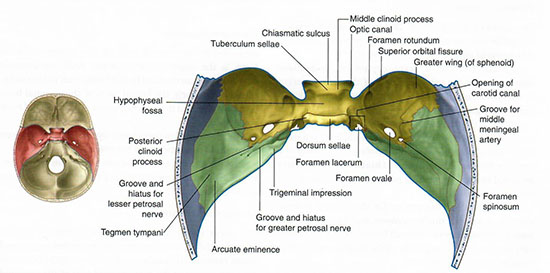 Middle clinoid process
Chiasmatic sulcus
Optic canal
Tuberculum sellae
Foramen rotundum
Superior orbital fissure
Greater wing (of sphenoid)
Hypophyseal
fossa
Opening of
carotid canal
Groove for
middle
meningeal
artery
Posterior
clinoid
process
Dorsum sellae
Foramen lacerum
Groove and
hiatus for
lesser petrosal
nerve
Trigeminal impression
Foramen ovale
Foramen
spinosum
Groove and hiatus
for greater petrosal nerve
Tegmen tympani
Arcuate eminence